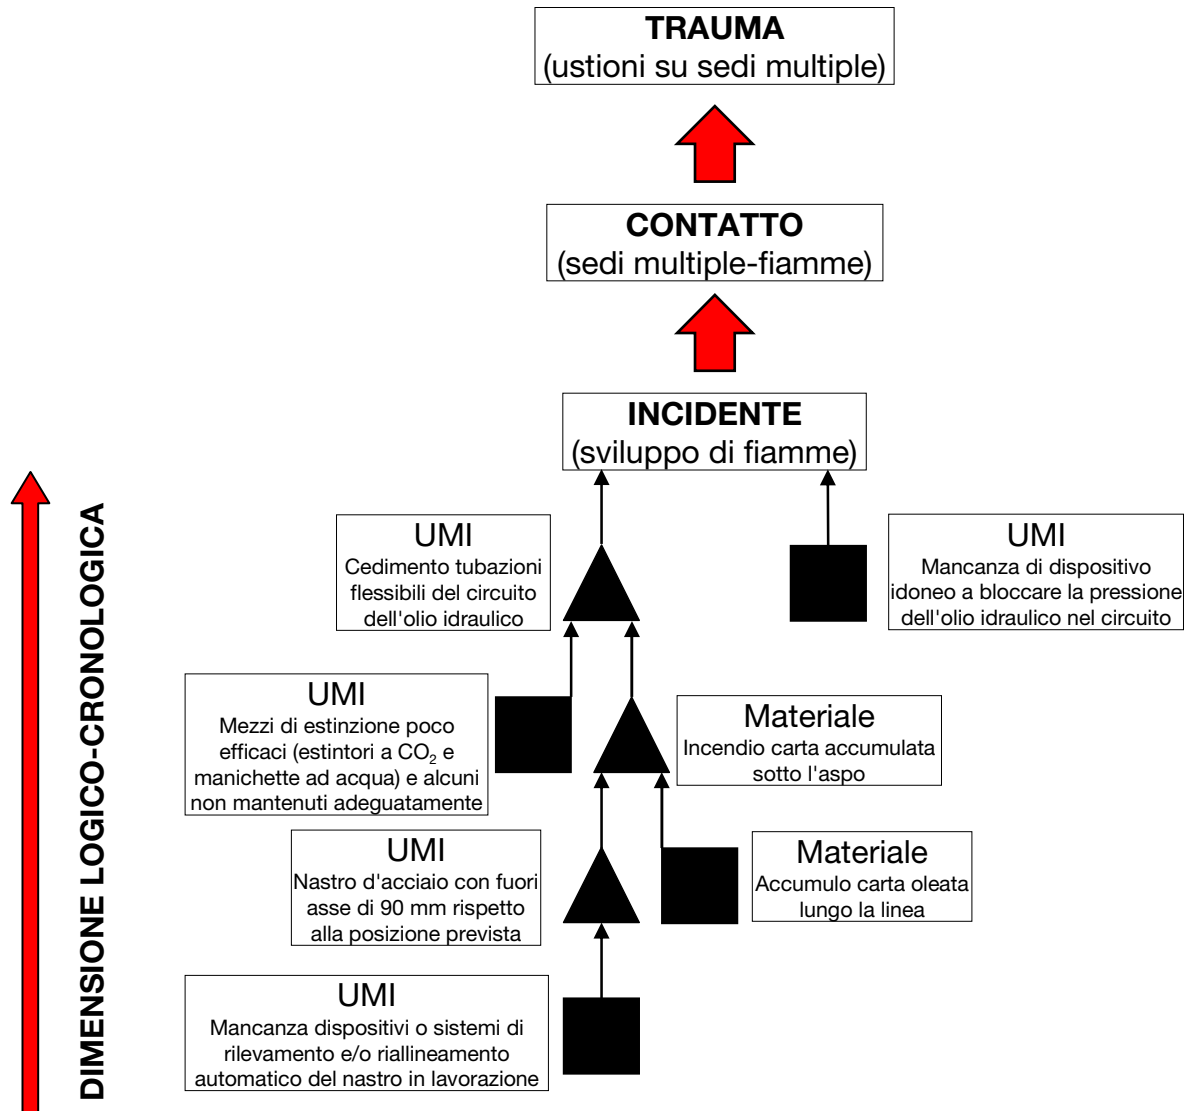 TRAUMA
(ustioni su sedi multiple)
CONTATTO
(sedi multiple-fiamme)
INCIDENTE
(sviluppo di fiamme)
DIMENSIONE LOGICO-CRONOLOGICA
UMI
Cedimento tubazioni
flessibili del circuito
dell'olio idraulico
UMI
Mancanza di dispositivo
idoneo a bloccare la pressione
dell'olio idraulico nel circuito
UMI
Mezzi di estinzione poco
efficaci (estintori a CO₂ e
manichette ad acqua) e alcuni
non mantenuti adeguatamente
Materiale
Incendio carta accumulata
sotto l'aspo
UMI
Nastro d'acciaio con fuori
asse di 90 mm rispetto
alla posizione prevista
Materiale
Accumulo carta oleata
lungo la linea
UMI
Mancanza dispositivi o sistemi di
rilevamento e/o riallineamento
automatico del nastro in lavorazione